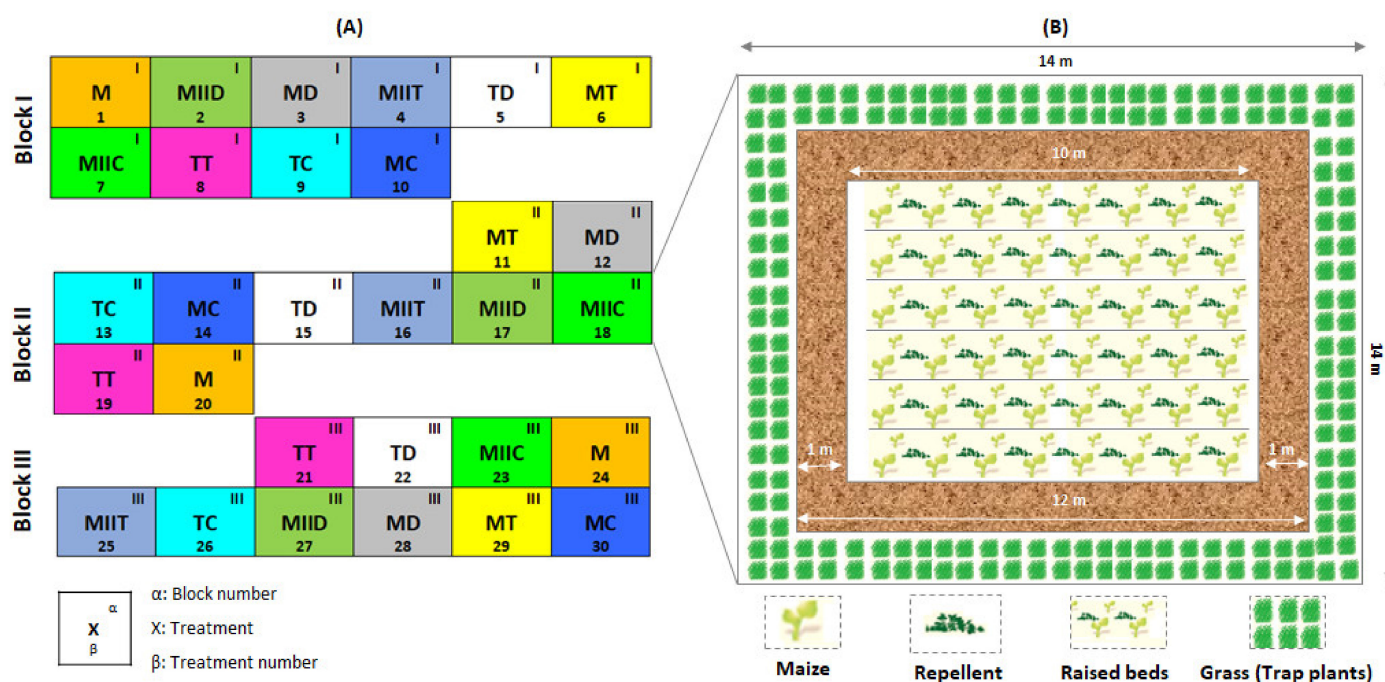 (A)
Block I
I I I I I I
M MIID MD MIIT TD MT
1 2 3 4 5 6
I I I I
MIIC TT TC MC
7 8 9 10
Block II
II II
MT MD
11 12
II II II II II II
TC MC TD MIIT MIID MIIC
13 14 15 16 17 18
II II
TT M
19 20
Block III
III III III III
TT TD MIIC M
21 22 23 24
III III III III III III
MIIT TC MIID MD MT MC
25 26 27 28 29 30
α
X
β
α: Block number
X: Treatment
β: Treatment number
(B)
14 m
10 m
14 m
1 m
1 m
12 m
Maize
Repellent
Raised beds
Grass (Trap plants)